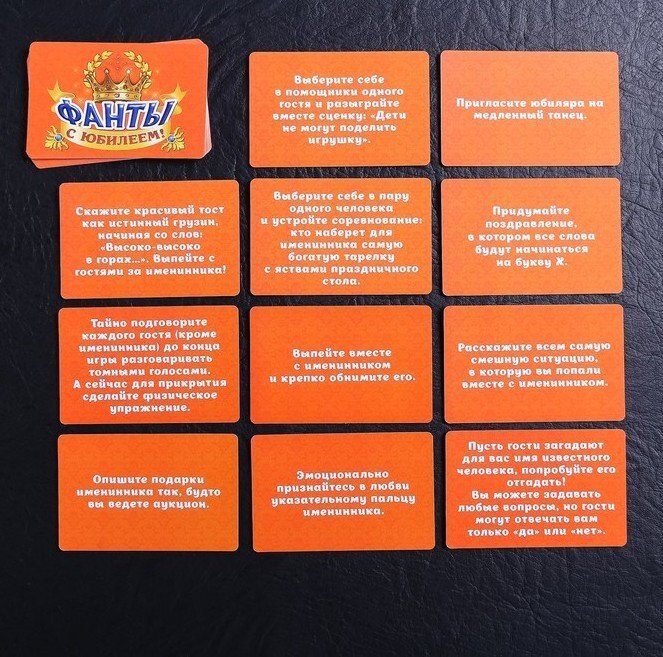 ФАНТЫ
С ЮБИЛЕЕМ!
Выберите себе
в помощники одного
гостя и разыграйте
вместе сценку: «Дети
не могут поделить
игрушку».
Пригласите юбиляра на
медленный танец.
Скажите красивый тост
как истинный грузин,
начиная со слов:
«Высоко-высоко
в горах...». Выпейте с
гостями за именинника!
Выберите себе в пару
одного человека
и устройте соревнование:
кто наберет для
именинника самую
богатую тарелку
с яствами праздничного
стола.
Придумайте
поздравление,
в котором все слова
будут начинаться
на букву Х.
Тайно подговорите
каждого гостя (кроме
именинника) до конца
игры разговаривать
томными голосами.
А сейчас для прикрытия
сделайте физическое
упражнение.
Выпейте вместе
с именинником
и крепко обнимите его.
Расскажите всем самую
смешную ситуацию,
в которую вы попали
вместе с именинником.
Опишите подарки
именинника так, будто
вы ведете аукцион.
Эмоционально
признайтесь в любви
указательному пальцу
именинника.
Пусть гости загадают
для вас имя известного
человека, попробуйте его
отгадать!
Вы можете задавать
любые вопросы, но гости
могут отвечать вам
только «да» или «нет».